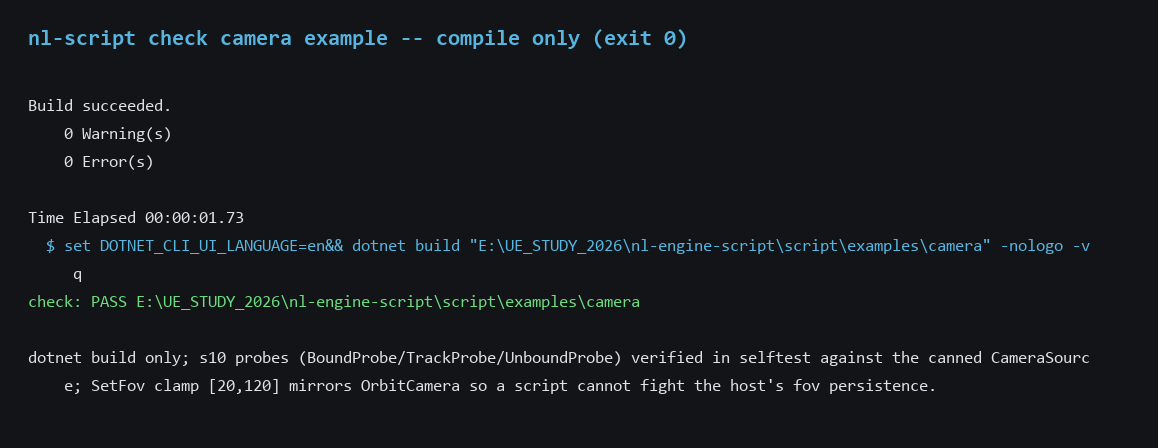 nl-script check camera example -- compile only (exit 0)
Build succeeded.
0 Warning(s)
0 Error(s)
Time Elapsed 00:00:01.73
$ set DOTNET_CLI_UI_LANGUAGE=en&& dotnet build "E:\UE_STUDY_2026\nl-engine-script\script\examples\camera" -nologo -v
q
check: PASS E:\UE_STUDY_2026\nl-engine-script\script\examples\camera
dotnet build only; s10 probes (BoundProbe/TrackProbe/UnboundProbe) verified in selftest against the canned CameraSourc
e; SetFov clamp [20,120] mirrors OrbitCamera so a script cannot fight the host's fov persistence.